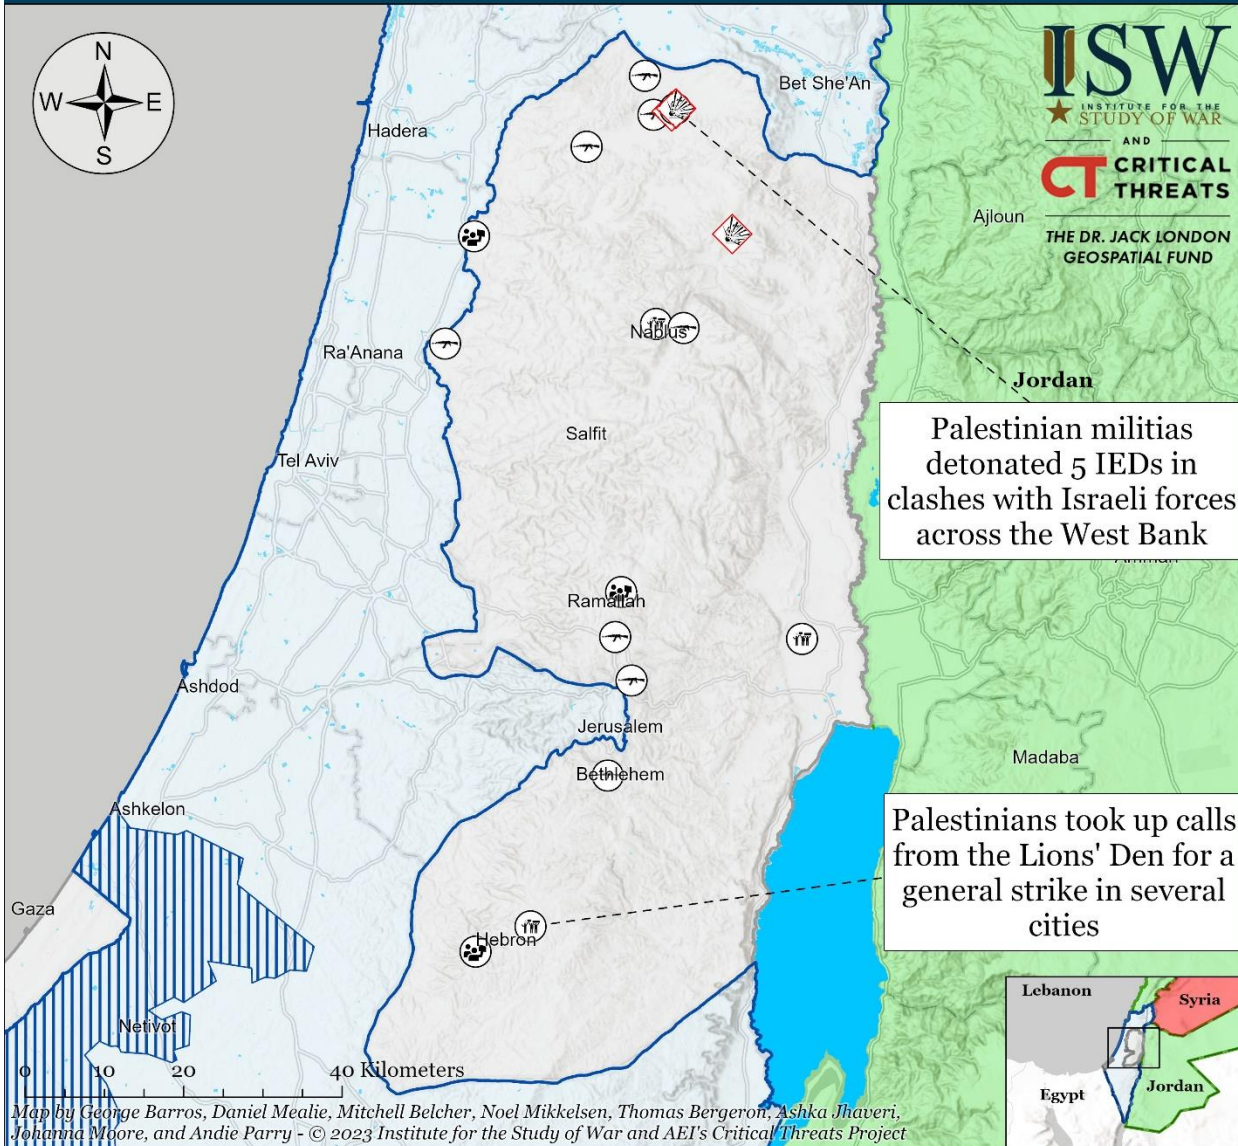 N
W
E
S
Hadera
Bet She'An
ISW
INSTITUTE FOR THE
STUDY OF WAR
AND
CT CRITICAL
THREATS
THE DR. JACK LONDON
GEOSPATIAL FUND
Ajloun
Nablus
Ra'Anana
Jordan
Salfit
Tel Aviv
Palestinian militias
detonated 5 IEDs in
clashes with Israeli forces
across the West Bank
Ramallah
Ashdod
Jerusalem
Madaba
Bethlehem
Ashkelon
Palestinians took up calls
from the Lions' Den for a
general strike in several
cities
Gaza
Hebron
Lebanon
Syria
Egypt
Jordan
Netivot
0 10 20 40 Kilometers
Map by George Barros, Daniel Mealie, Mitchell Belcher, Noel Mikkelsen, Thomas Bergeron, Ashka Jhaveri,
Johanna Moore, and Andie Parry - © 2023 Institute for the Study of War and AEI's Critical Threats Project